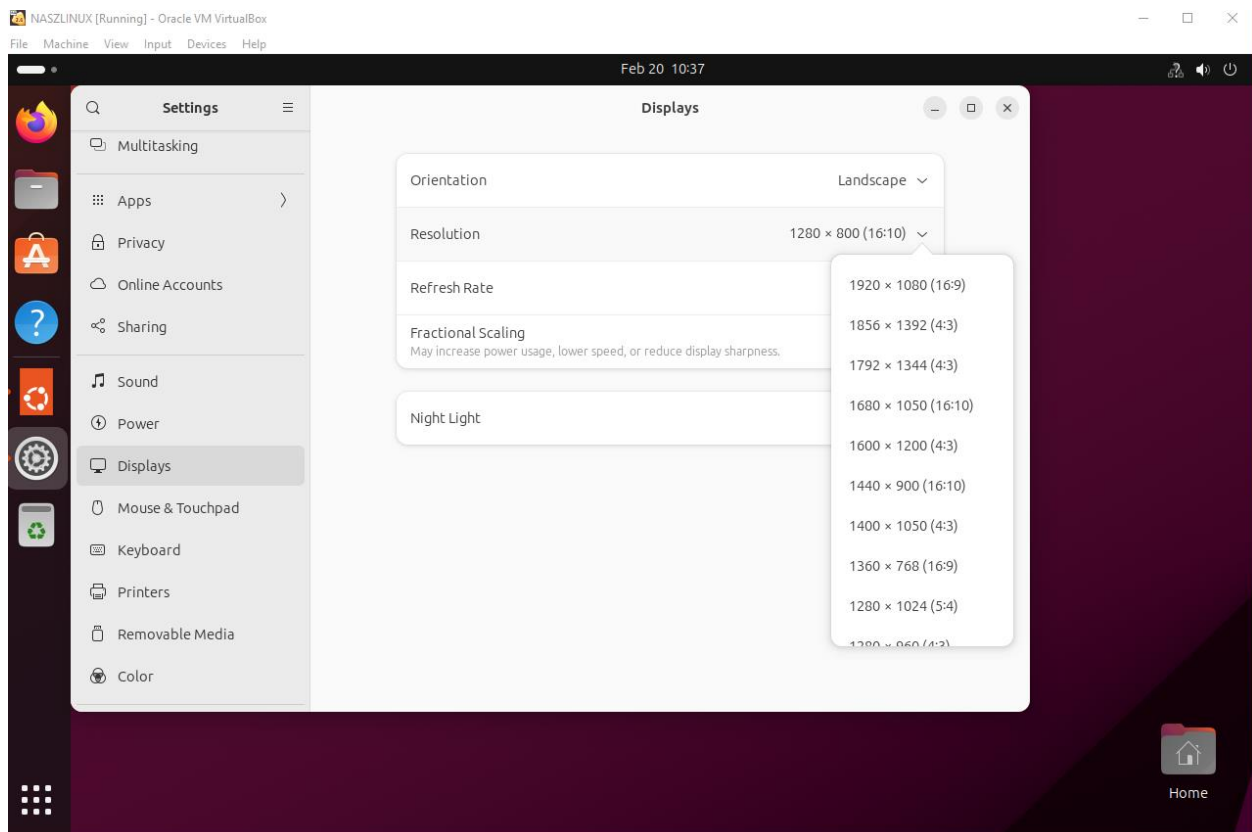 NASZLINUX [Running] - Oracle VM VirtualBox
File Machine View Input Devices Help
Feb 20 10:37
Settings
Displays
Multitasking
Apps
Privacy
Online Accounts
Sharing
Sound
Power
Displays
Mouse & Touchpad
Keyboard
Printers
Removable Media
Color
Orientation Landscape
Resolution 1280 × 800 (16:10)
Refresh Rate
Fractional Scaling
May increase power usage, lower speed, or reduce display sharpness.
Night Light
1920 × 1080 (16:9)
1856 × 1392 (4:3)
1792 × 1344 (4:3)
1680 × 1050 (16:10)
1600 × 1200 (4:3)
1440 × 900 (16:10)
1400 × 1050 (4:3)
1360 × 768 (16:9)
1280 × 1024 (5:4)
1280 × 960 (4:3)
Home